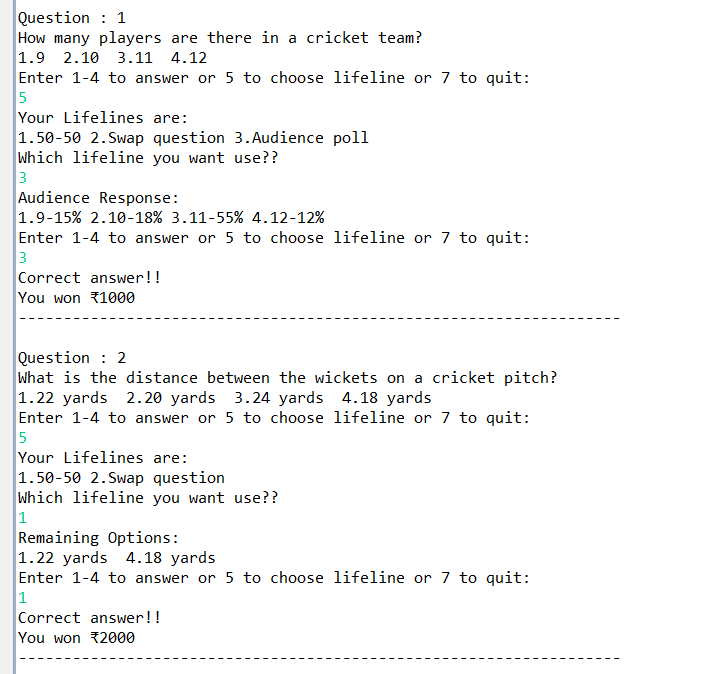 Question : 1
How many players are there in a cricket team?
1.9  2.10  3.11  4.12
Enter 1-4 to answer or 5 to choose lifeline or 7 to quit:
5
Your Lifelines are:
1.50-50 2.Swap question 3.Audience poll
Which lifeline you want use??
3
Audience Response:
1.9-15% 2.10-18% 3.11-55% 4.12-12%
Enter 1-4 to answer or 5 to choose lifeline or 7 to quit:
3
Correct answer!!
You won ₹1000
-------------------------------------------------------------------
Question : 2
What is the distance between the wickets on a cricket pitch?
1.22 yards  2.20 yards  3.24 yards  4.18 yards
Enter 1-4 to answer or 5 to choose lifeline or 7 to quit:
5
Your Lifelines are:
1.50-50 2.Swap question
Which lifeline you want use??
1
Remaining Options:
1.22 yards  4.18 yards
Enter 1-4 to answer or 5 to choose lifeline or 7 to quit:
1
Correct answer!!
You won ₹2000
-------------------------------------------------------------------